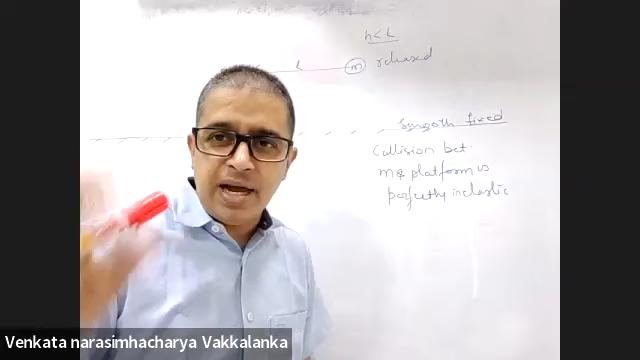 h<L
L
m
released
smooth fixed
Collision bet.
m & platform is
perfectly inelastic
Venkata narasimhacharya Vakkalanka